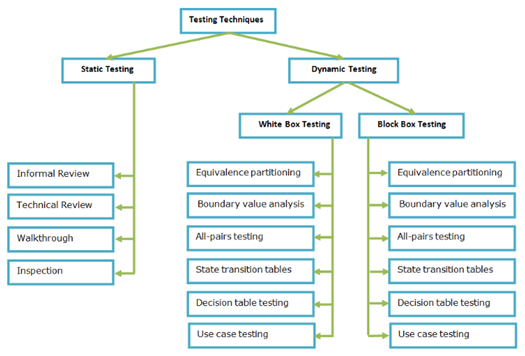 Testing Techniques
Static Testing
Dynamic Testing
White Box Testing
Block Box Testing
Informal Review
Technical Review
Walkthrough
Inspection
Equivalence partitioning
Boundary value analysis
All-pairs testing
State transition tables
Decision table testing
Use case testing
Equivalence partitioning
Boundary value analysis
All-pairs testing
State transition tables
Decision table testing
Use case testing